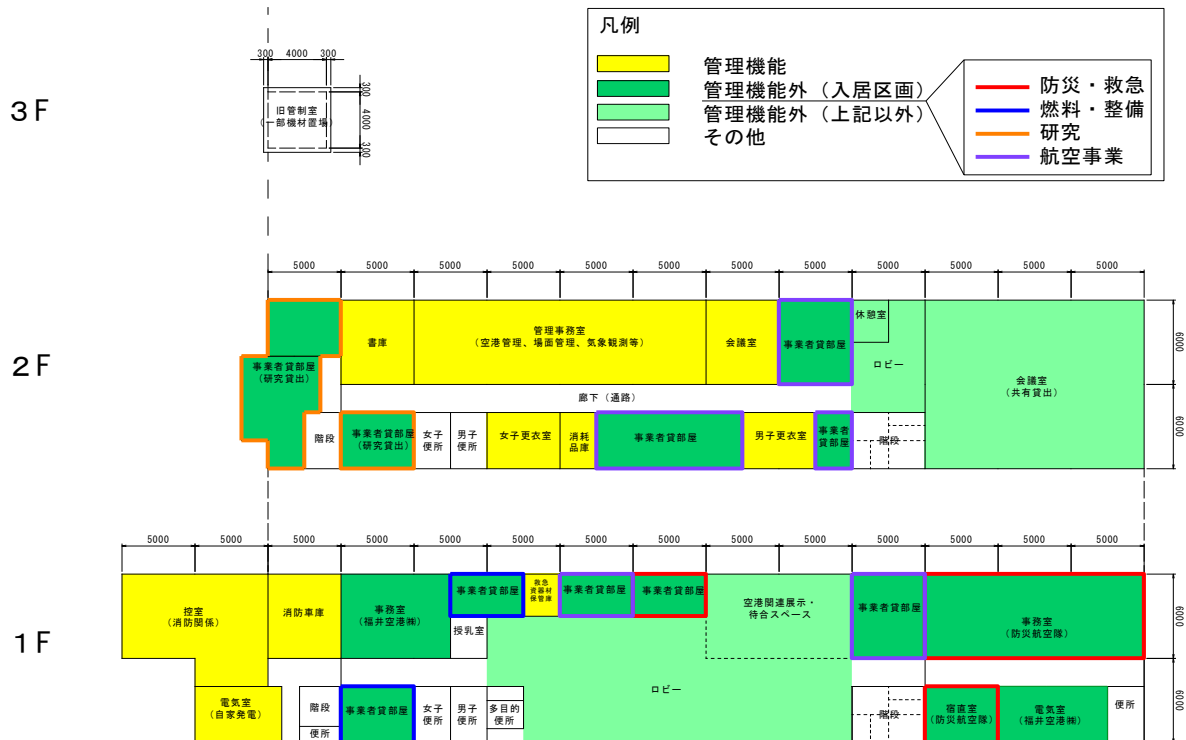 凡例
管理機能
管理機能外（入居区画）
管理機能外（上記以外）
その他
防災・救急
燃料・整備
研究
航空事業
3F
300 4000 300
旧管制室
（一部機材置場）
300
4000
300
2F
5000 5000 5000 5000 5000 5000 5000 5000 5000 5000 5000 5000
事業者貸部屋
（研究貸出）
書庫
管理事務室
（空港管理、場面管理、気象観測等）
会議室
事業者貸部屋
休憩室
ロビー
会議室
（共有貸出）
6000
6000
廊下（通路）
階段
事業者貸部屋
（研究貸出）
女子
便所
男子
便所
女子更衣室
消耗
品庫
事業者貸部屋
男子更衣室
事業者
貸部屋
階段
1F
5000 5000 5000 5000 5000 5000 5000 5000 5000 5000 5000 5000 5000 5000
控室
（消防関係）
消防車庫
事務室
（福井空港㈱）
事業者貸部屋
授乳室
救急
資器材
保管庫
事業者貸部屋
事業者貸部屋
空港関連展示・
待合スペース
事業者貸部屋
事務室
（防災航空隊）
6000
6000
ロビー
電気室
（自家発電）
階段
便所
事業者貸部屋
女子
便所
男子
便所
多目的
便所
階段
宿直室
（防災航空隊）
電気室
（福井空港㈱）
便所